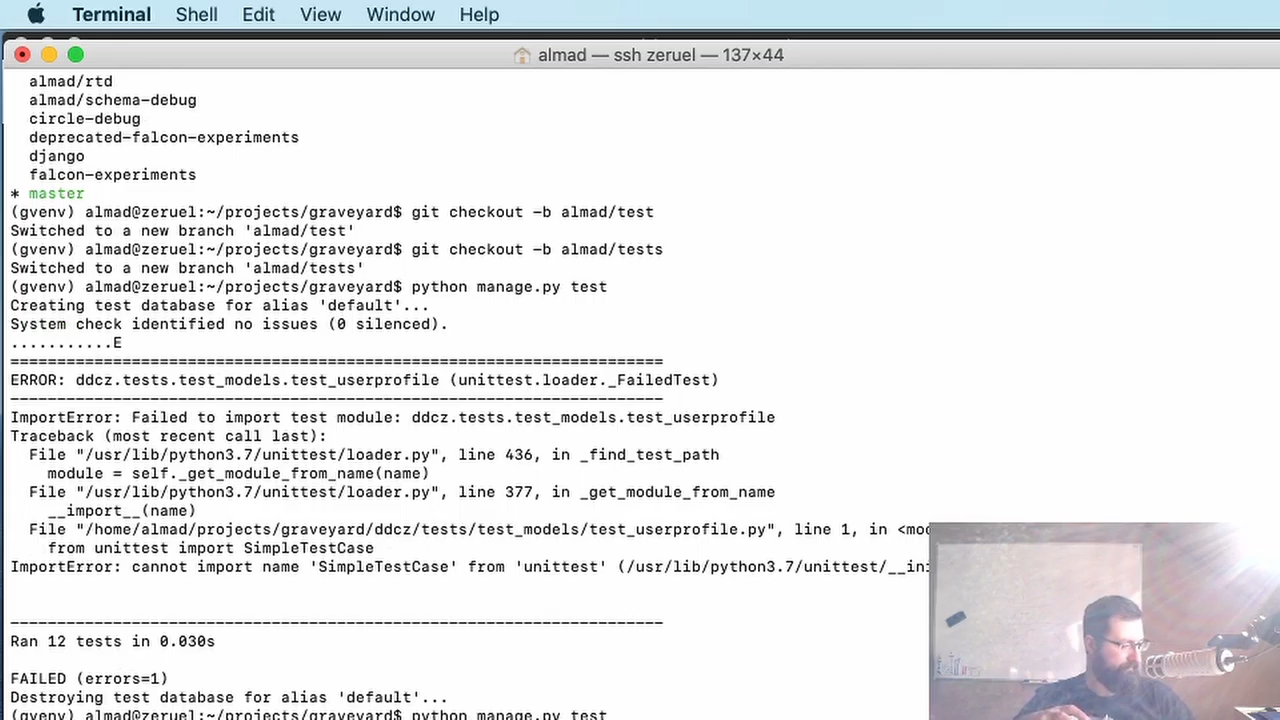 Terminal Shell Edit View Window Help
almad — ssh zeruel — 137×44
almad/rtd
almad/schema-debug
circle-debug
deprecated-falcon-experiments
django
falcon-experiments
* master
(gvenv) almad@zeruel:~/projects/graveyard$ git checkout -b almad/test
Switched to a new branch 'almad/test'
(gvenv) almad@zeruel:~/projects/graveyard$ git checkout -b almad/tests
Switched to a new branch 'almad/tests'
(gvenv) almad@zeruel:~/projects/graveyard$ python manage.py test
Creating test database for alias 'default'...
System check identified no issues (0 silenced).
...........E
======================================================================
ERROR: ddcz.tests.test_models.test_userprofile (unittest.loader._FailedTest)
----------------------------------------------------------------------
ImportError: Failed to import test module: ddcz.tests.test_models.test_userprofile
Traceback (most recent call last):
File "/usr/lib/python3.7/unittest/loader.py", line 436, in _find_test_path
module = self._get_module_from_name(name)
File "/usr/lib/python3.7/unittest/loader.py", line 377, in _get_module_from_name
__import__(name)
File "/home/almad/projects/graveyard/ddcz/tests/test_models/test_userprofile.py", line 1, in <mo
from unittest import SimpleTestCase
ImportError: cannot import name 'SimpleTestCase' from 'unittest' (/usr/lib/python3.7/unittest/__in
----------------------------------------------------------------------
Ran 12 tests in 0.030s
FAILED (errors=1)
Destroying test database for alias 'default'...
(gvenv) almad@zeruel:~/projects/graveyard$ python manage.py test